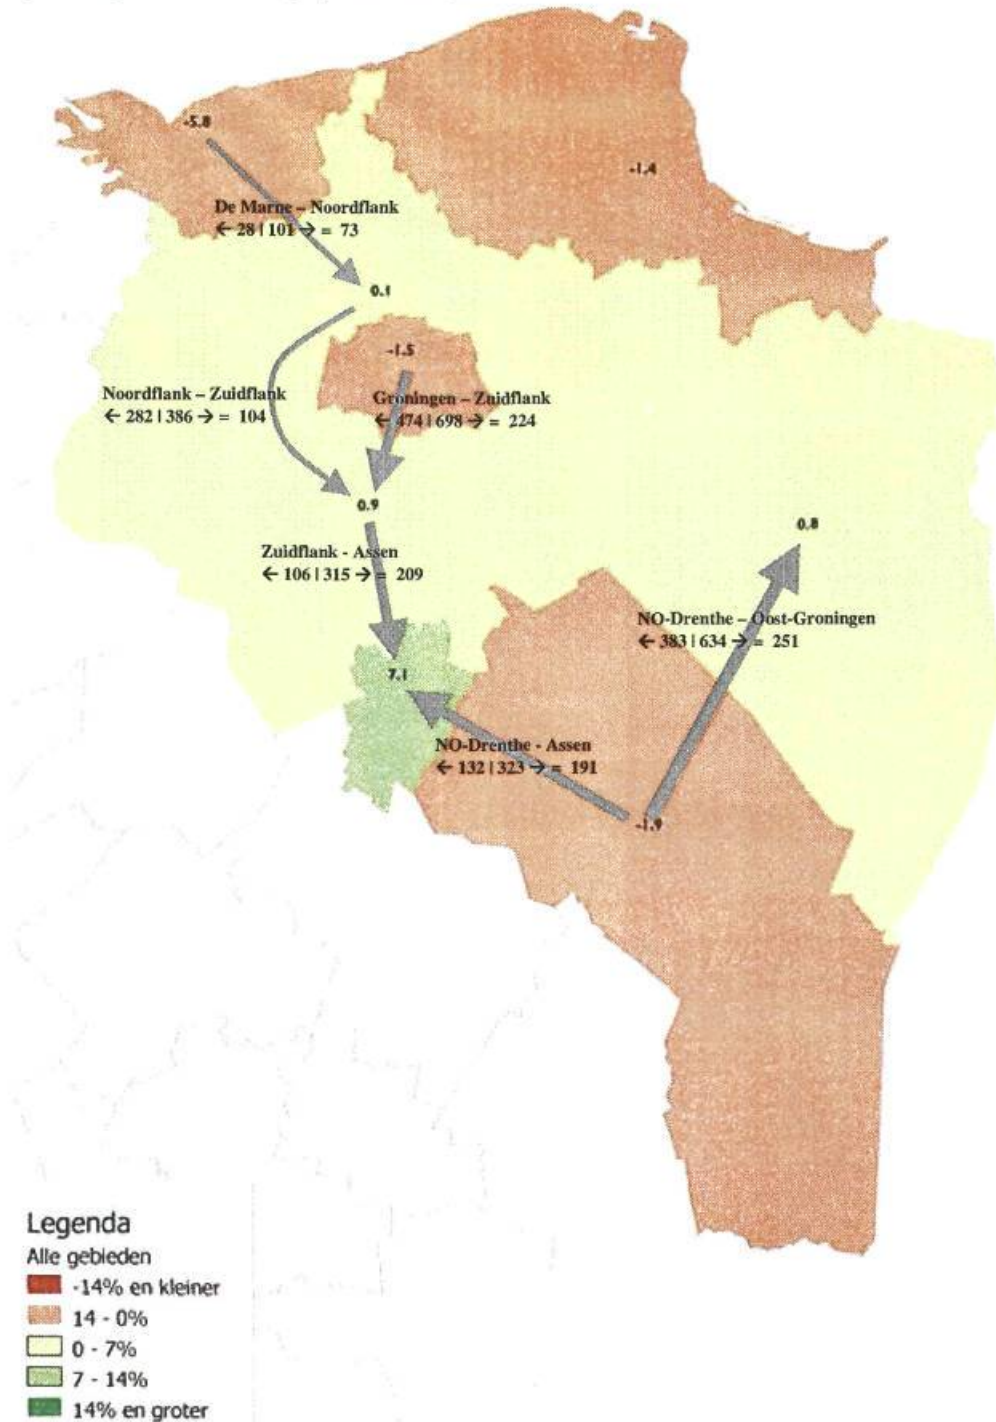 -5.8
-1.4
De Marne – Noordflank
← 28 | 101 → = 73
0.1
-1.5
Noordflank – Zuidflank
← 282 | 386 → = 104
Groningen – Zuidflank
← 474 | 698 → = 224
0.9
0.8
Zuidflank - Assen
← 106 | 315 → = 209
NO-Drenthe – Oost-Groningen
← 383 | 634 → = 251
7.1
NO-Drenthe - Assen
← 132 | 323 → = 191
-1.9
Legenda
Alle gebieden
-14% en kleiner
14 - 0%
0 - 7%
7 - 14%
14% en groter